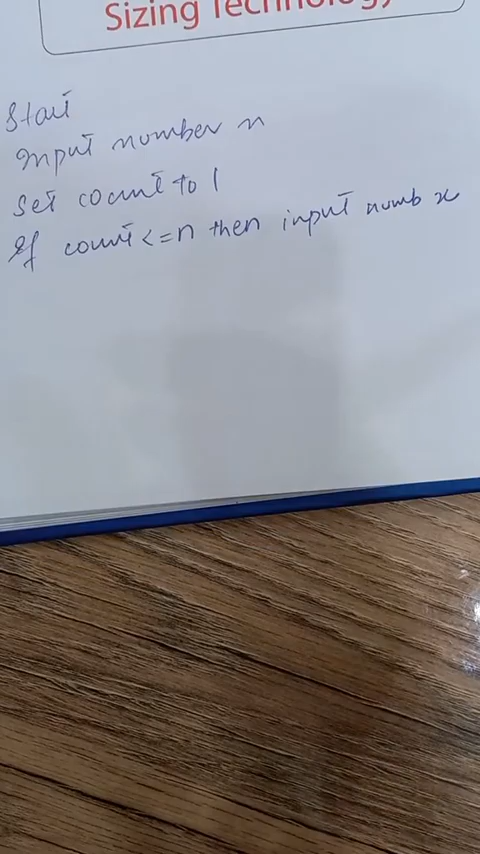 Sizing Technology
Start
Input number n
Set count to 1
If count <= n then input numb x